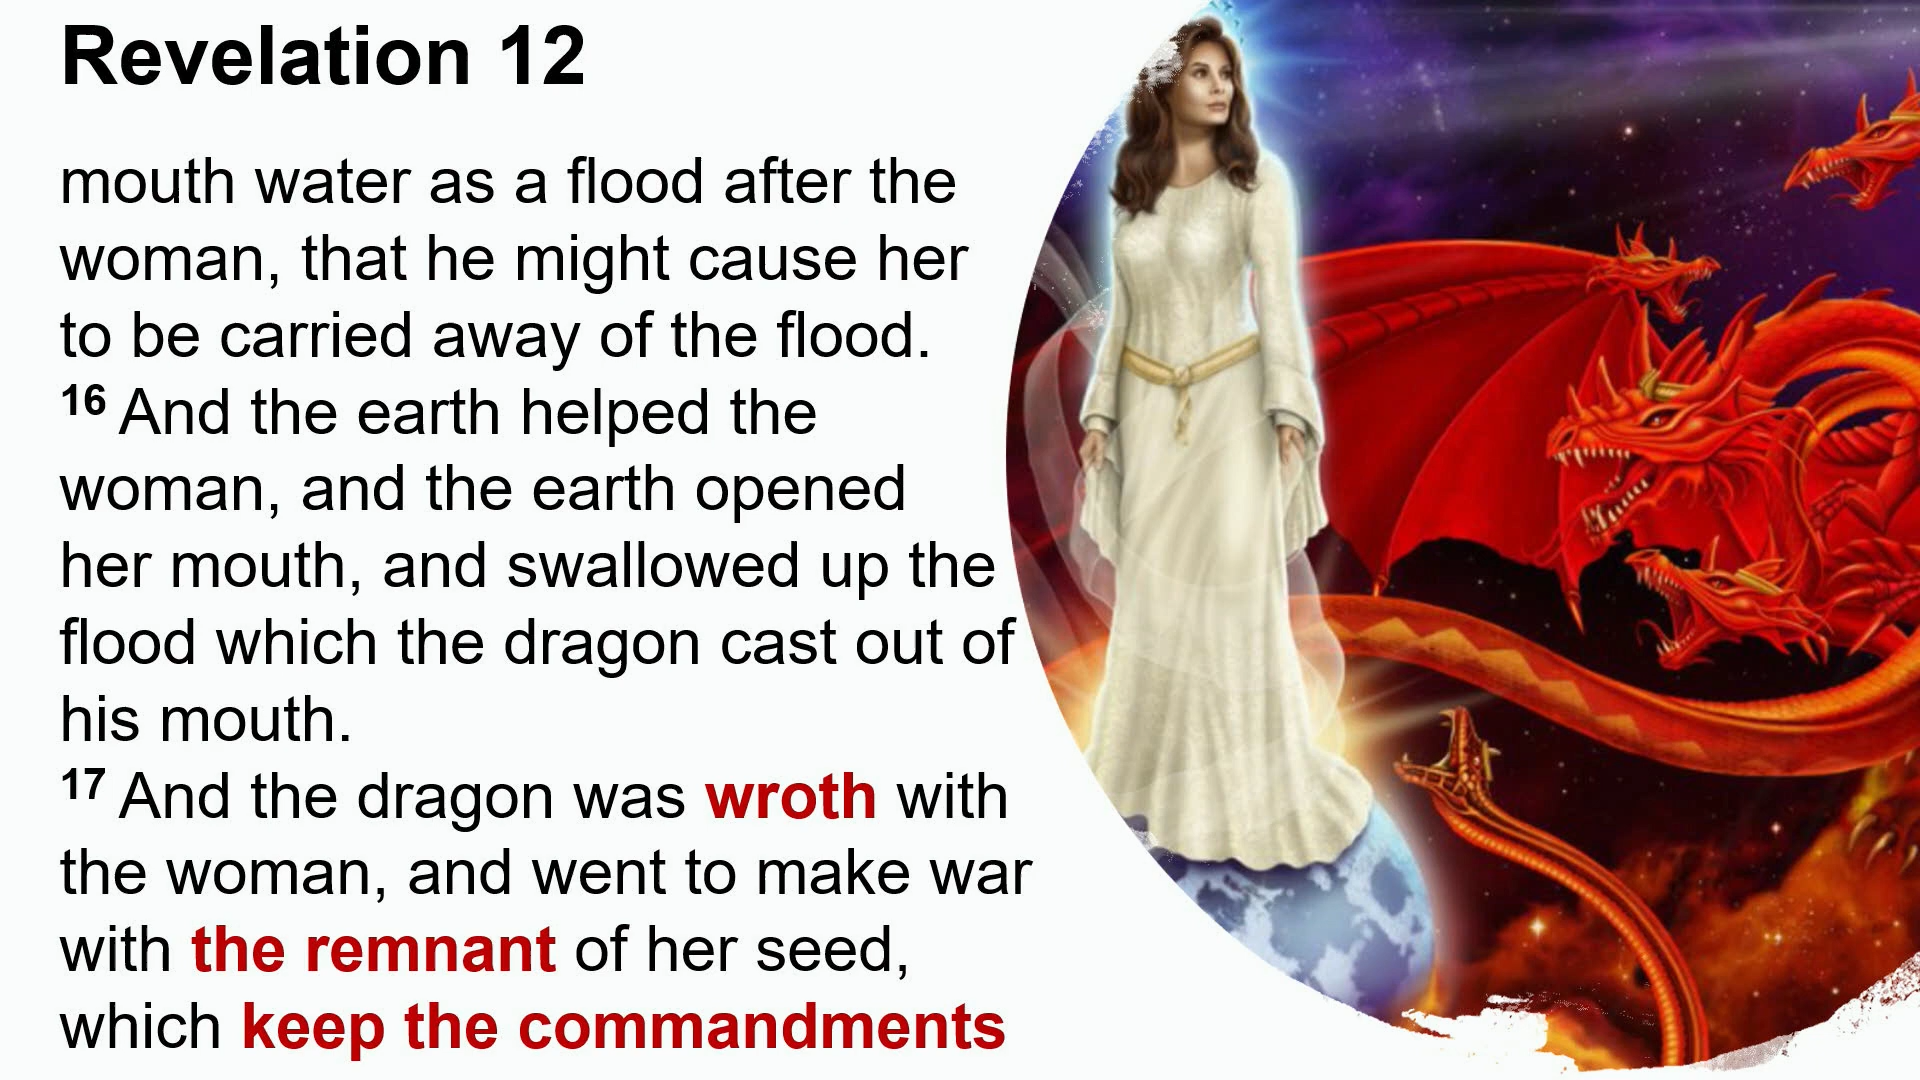 Revelation 12
mouth water as a flood after the
woman, that he might cause her
to be carried away of the flood.
16 And the earth helped the
woman, and the earth opened
her mouth, and swallowed up the
flood which the dragon cast out of
his mouth.
17 And the dragon was wroth with
the woman, and went to make war
with the remnant of her seed,
which keep the commandments